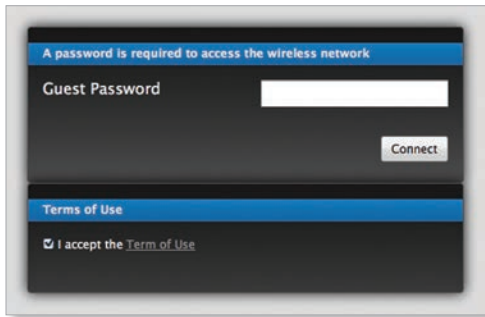 A password is required to access the wireless network
Guest Password
Connect
Terms of Use
I accept the Term of Use